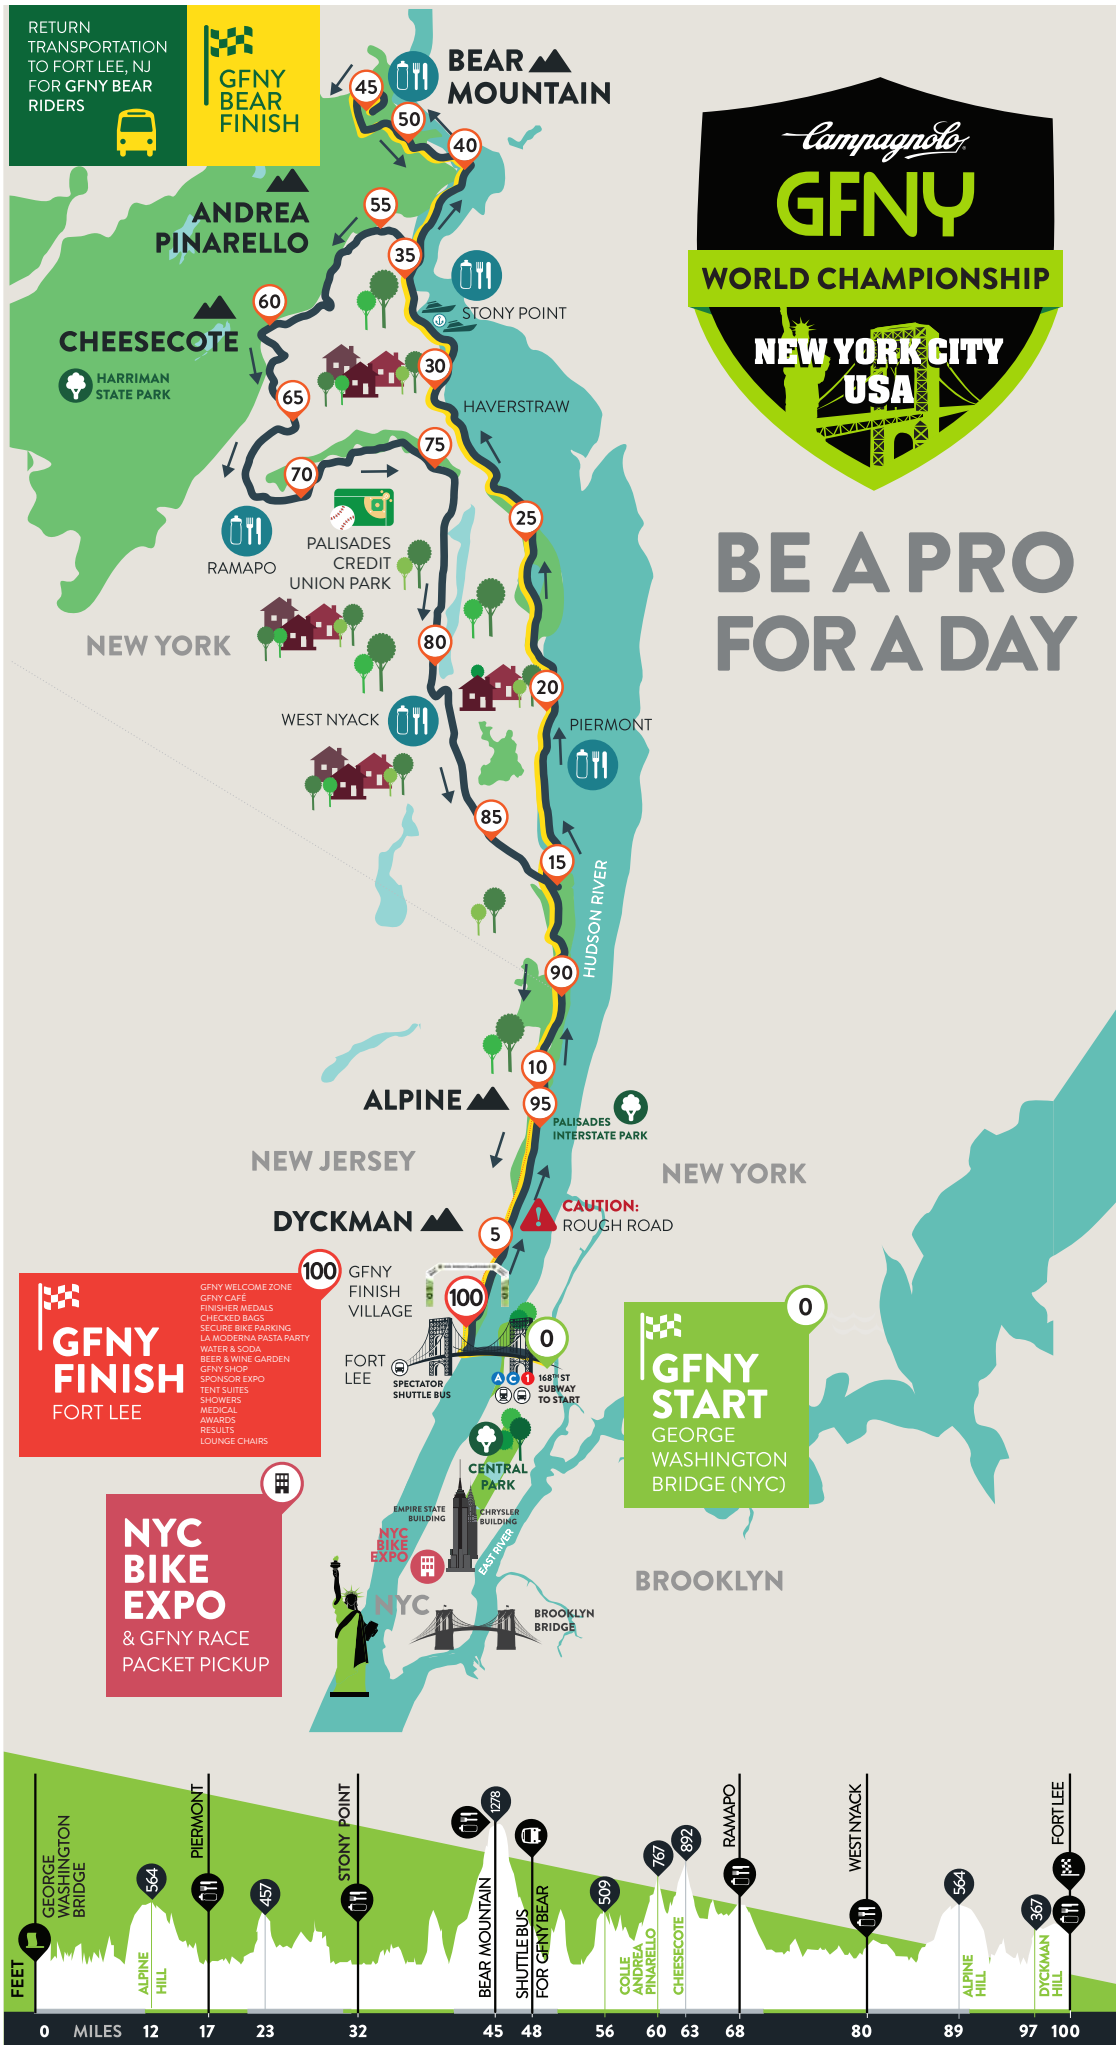 RETURN
TRANSPORTATION
TO FORT LEE, NJ
FOR GFNY BEAR
RIDERS
GFNY
BEAR
FINISH
BEAR
MOUNTAIN
45
50
40
ANDREA
PINARELLO
55
35
STONY POINT
60
CHEESECOTE
HARRIMAN
STATE PARK
30
65
HAVERSTRAW
75
70
25
RAMAPO
PALISADES
CREDIT
UNION PARK
NEW YORK
80
20
WEST NYACK
PIERMONT
85
15
HUDSON RIVER
90
10
ALPINE
95
PALISADES
INTERSTATE PARK
NEW JERSEY
NEW YORK
CAUTION:
ROUGH ROAD
DYCKMAN
5
Campagnolo
GFNY
WORLD CHAMPIONSHIP
NEW YORK CITY
USA
BE A PRO
FOR A DAY
100
GFNY
FINISH
VILLAGE
100
0
FORT
LEE
SPECTATOR
SHUTTLE BUS
A C 1
168TH ST
SUBWAY
TO START
GFNY
FINISH
FORT LEE
GFNY WELCOME ZONE
GFNY CAFÉ
FINISHER MEDALS
CHECKED BAGS
SECURE BIKE PARKING
LA MODERNA PASTA PARTY
WATER & SODA
BEER & WINE GARDEN
GFNY SHOP
SPONSOR EXPO
TENT SUITES
SHOWERS
MEDICAL
AWARDS
RESULTS
LOUNGE CHAIRS
0
GFNY
START
GEORGE
WASHINGTON
BRIDGE (NYC)
CENTRAL
PARK
EMPIRE STATE
BUILDING
CHRYSLER
BUILDING
NYC
BIKE
EXPO
EAST RIVER
NYC
BROOKLYN
BROOKLYN
BRIDGE
NYC
BIKE
EXPO
& GFNY RACE
PACKET PICKUP
FEET
GEORGE
WASHINGTON
BRIDGE
564
ALPINE
HILL
PIERMONT
457
STONY POINT
1278
BEAR MOUNTAIN
SHUTTLE BUS
FOR GFNY BEAR
509
COLLE
ANDREA
PINARELLO
767
CHEESECOTE
892
RAMAPO
WEST NYACK
564
ALPINE
HILL
367
DYCKMAN
HILL
FORT LEE
0 MILES 12 17 23 32 45 48 56 60 63 68 80 89 97 100